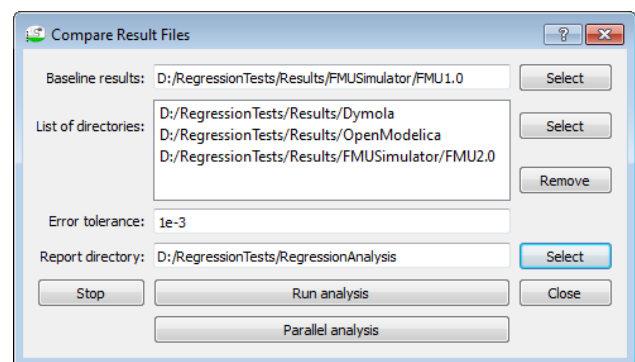 Compare Result Files
Baseline results: D:/RegressionTests/Results/FMUSimulator/FMU1.0 Select
List of directories: D:/RegressionTests/Results/Dymola Select
D:/RegressionTests/Results/OpenModelica
D:/RegressionTests/Results/FMUSimulator/FMU2.0
Remove
Error tolerance: 1e-3
Report directory: D:/RegressionTests/RegressionAnalysis Select
Stop Run analysis Close
Parallel analysis